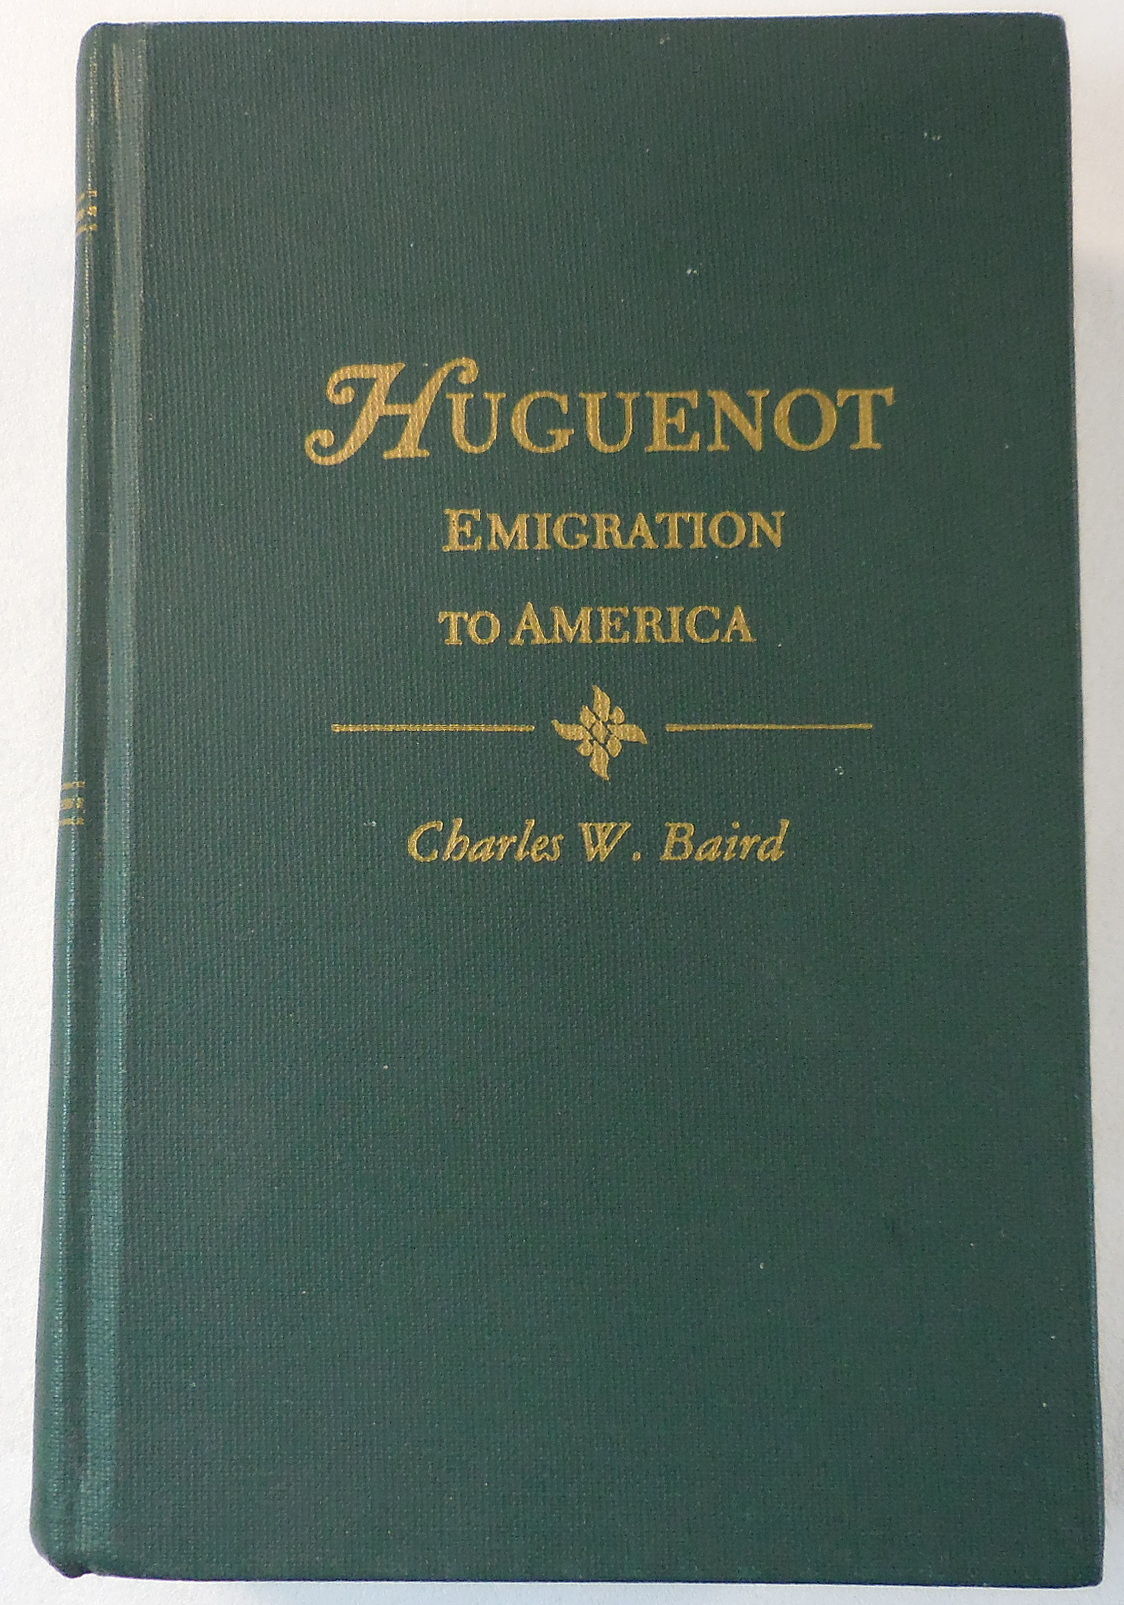 HUGUENOT
EMIGRATION
TO AMERICA
Charles W. Baird